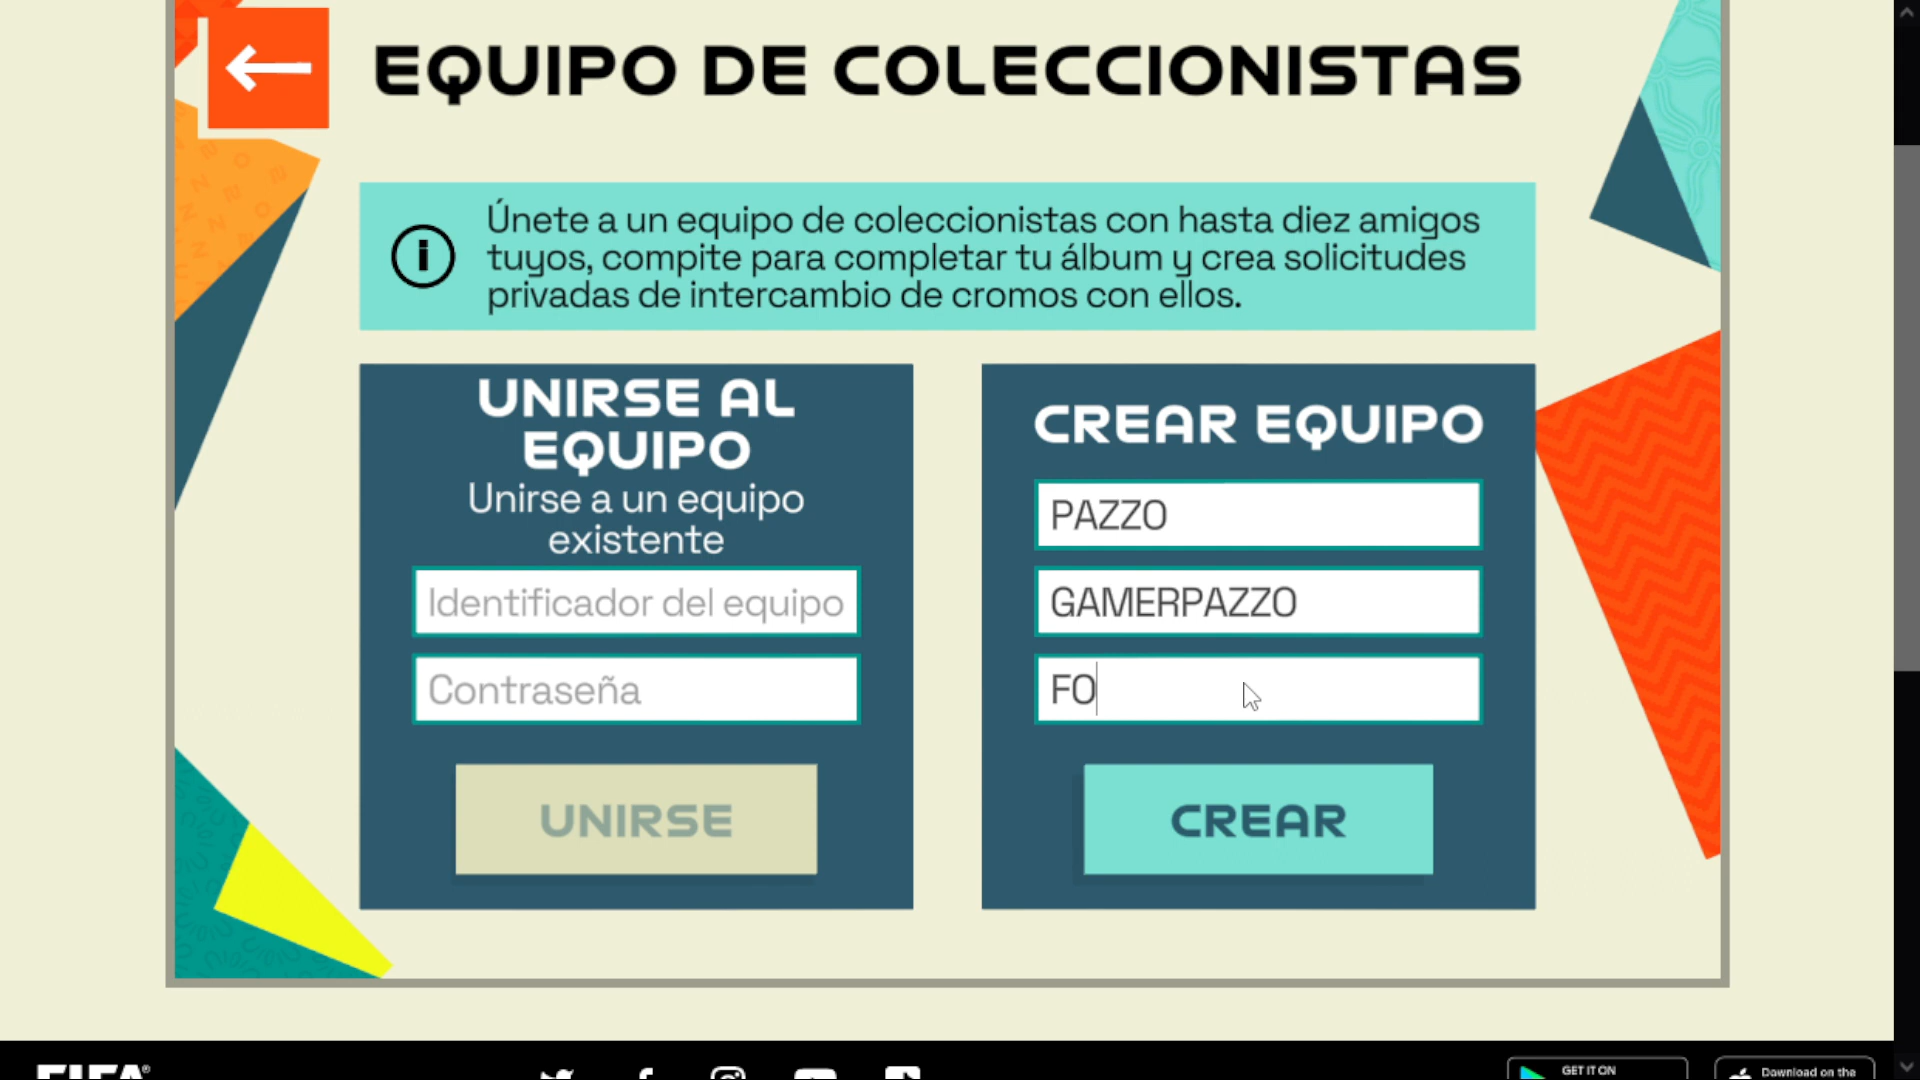 EQUIPO DE COLECCIONISTAS
i
Únete a un equipo de coleccionistas con hasta diez amigos
tuyos, compite para completar tu álbum y crea solicitudes
privadas de intercambio de cromos con ellos.
UNIRSE AL
EQUIPO
Unirse a un equipo
existente
Identificador del equipo
Contraseña
UNIRSE
CREAR EQUIPO
PAZZO
GAMERPAZZO
FO
CREAR
FIFA®
GET IT ON
Download on the